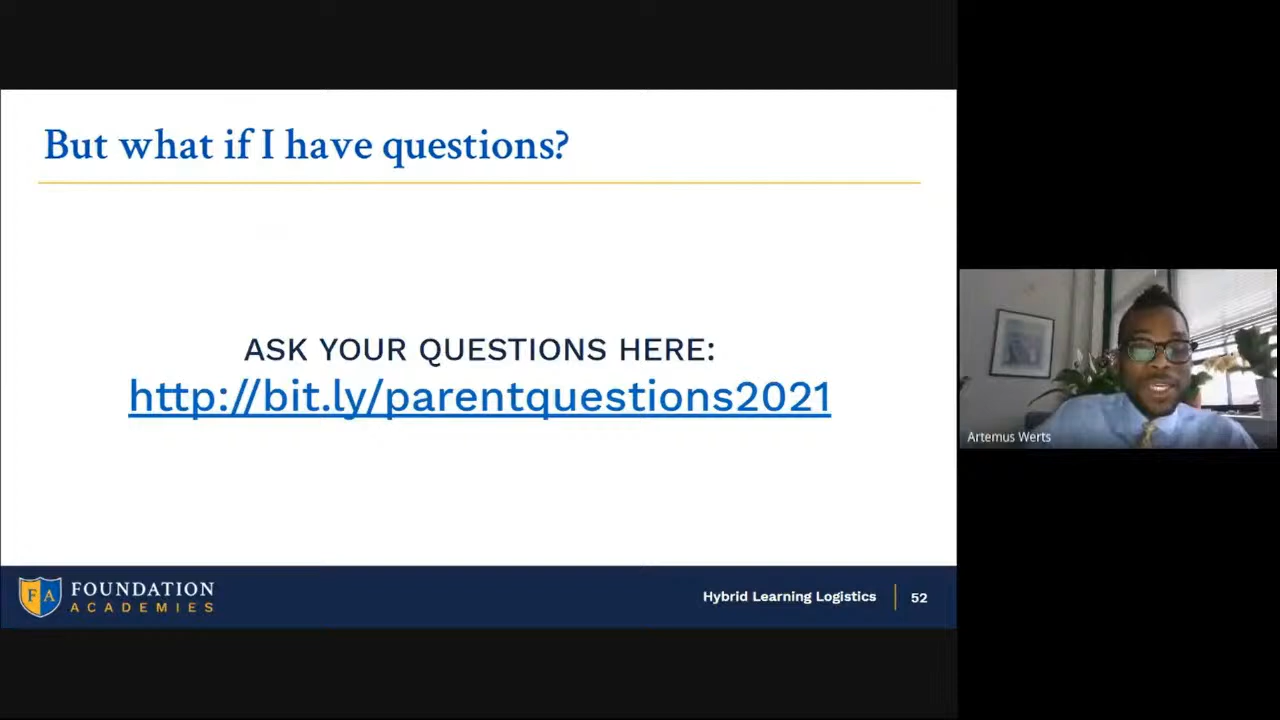 But what if I have questions?
ASK YOUR QUESTIONS HERE:
http://bit.ly/parentquestions2021
Artemus Werts
FA FOUNDATION
ACADEMIES
Hybrid Learning Logistics
52